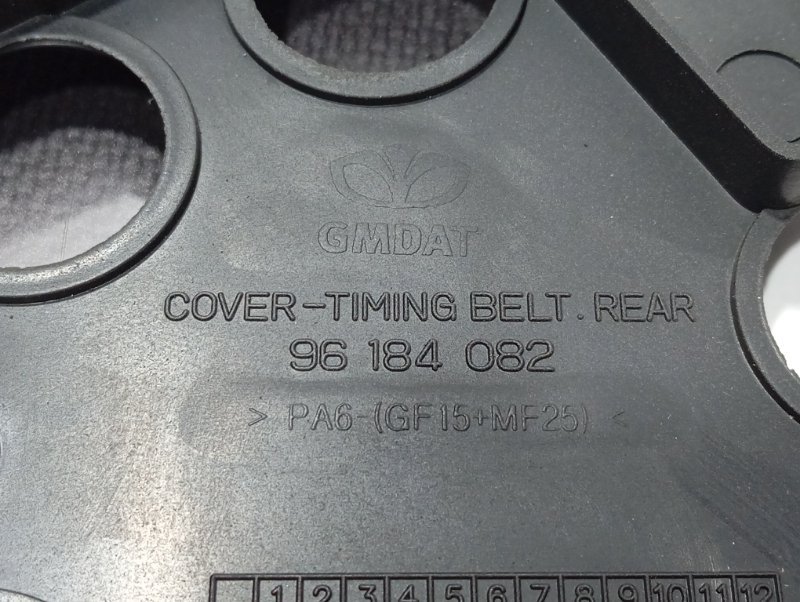 GMDAT
COVER-TIMING BELT. REAR
96 184 082
> PA6-(GF15+MF25) <
1 2 3 4 5 6 7 8 9 10 11 12